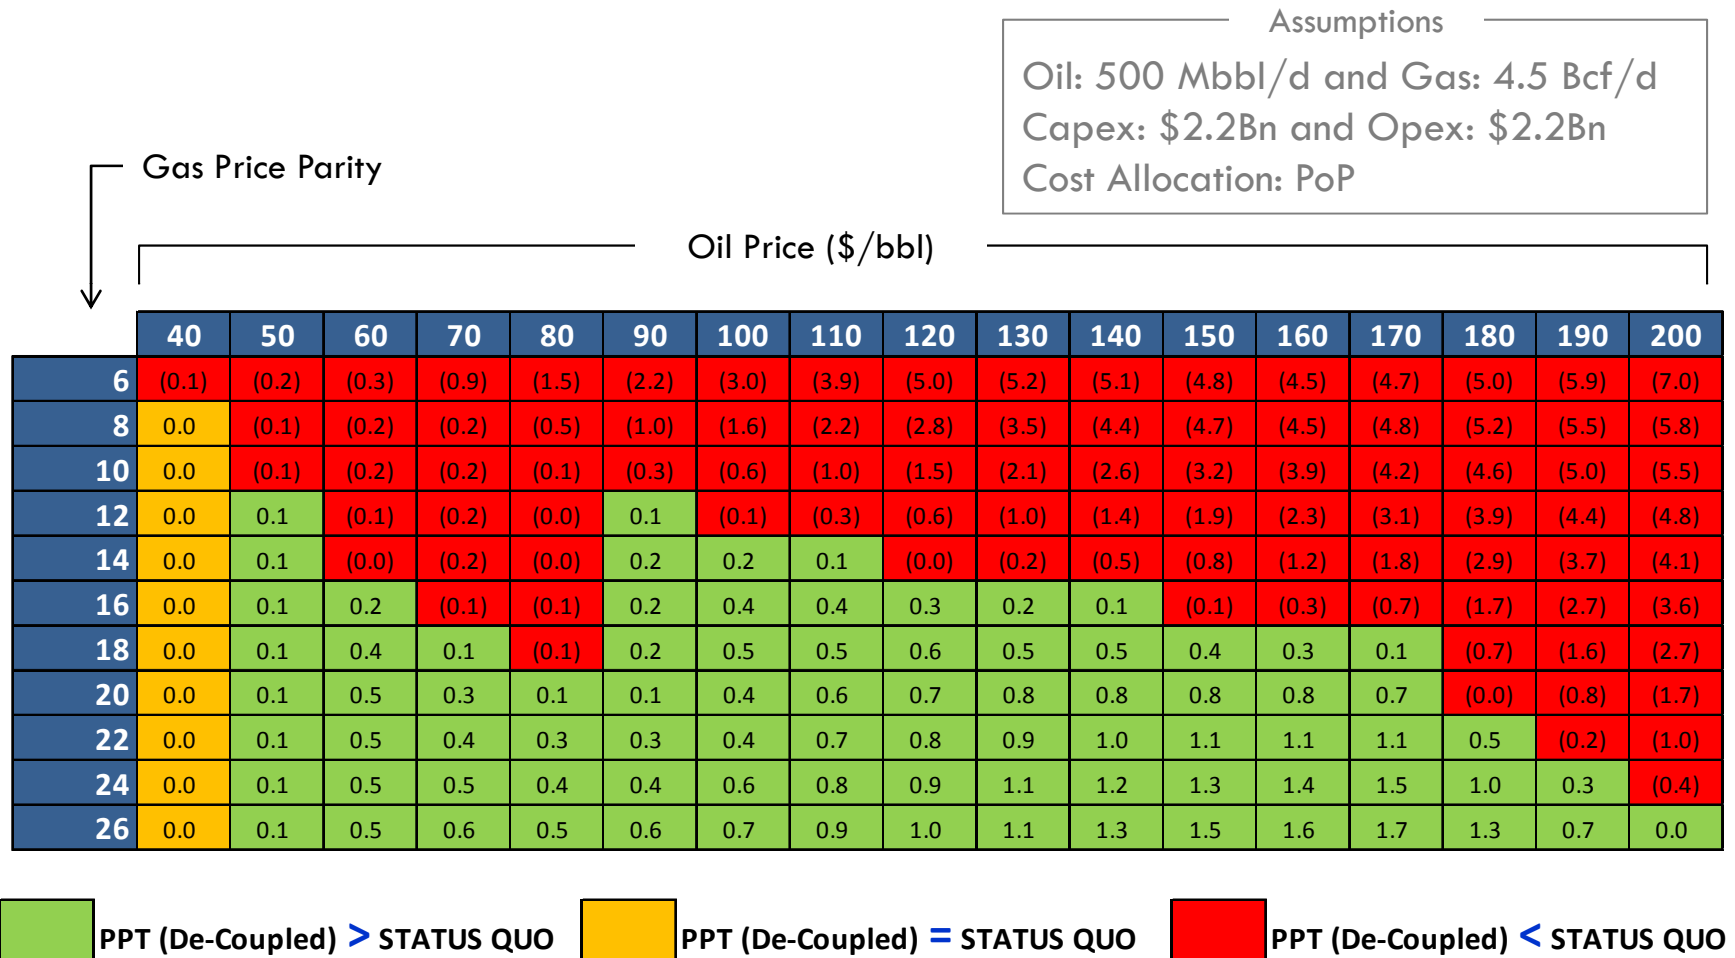 Assumptions
Oil: 500 Mbbl/d and Gas: 4.5 Bcf/d
Capex: $2.2Bn and Opex: $2.2Bn
Cost Allocation: PoP
Gas Price Parity
Oil Price ($/bbl)
40 50 60 70 80 90 100 110 120 130 140 150 160 170 180 190 200
6 (0.1) (0.2) (0.3) (0.9) (1.5) (2.2) (3.0) (3.9) (5.0) (5.2) (5.1) (4.8) (4.5) (4.7) (5.0) (5.9) (7.0)
8 0.0 (0.1) (0.2) (0.2) (0.5) (1.0) (1.6) (2.2) (2.8) (3.5) (4.4) (4.7) (4.5) (4.8) (5.2) (5.5) (5.8)
10 0.0 (0.1) (0.2) (0.2) (0.1) (0.3) (0.6) (1.0) (1.5) (2.1) (2.6) (3.2) (3.9) (4.2) (4.6) (5.0) (5.5)
12 0.0 0.1 (0.1) (0.2) (0.0) 0.1 (0.1) (0.3) (0.6) (1.0) (1.4) (1.9) (2.3) (3.1) (3.9) (4.4) (4.8)
14 0.0 0.1 (0.0) (0.2) (0.0) 0.2 0.2 0.1 (0.0) (0.2) (0.5) (0.8) (1.2) (1.8) (2.9) (3.7) (4.1)
16 0.0 0.1 0.2 (0.1) (0.1) 0.2 0.4 0.4 0.3 0.2 0.1 (0.1) (0.3) (0.7) (1.7) (2.7) (3.6)
18 0.0 0.1 0.4 0.1 (0.1) 0.2 0.5 0.5 0.6 0.5 0.5 0.4 0.3 0.1 (0.7) (1.6) (2.7)
20 0.0 0.1 0.5 0.3 0.1 0.1 0.4 0.6 0.7 0.8 0.8 0.8 0.8 0.7 (0.0) (0.8) (1.7)
22 0.0 0.1 0.5 0.4 0.3 0.3 0.4 0.7 0.8 0.9 1.0 1.1 1.1 1.1 0.5 (0.2) (1.0)
24 0.0 0.1 0.5 0.5 0.4 0.4 0.6 0.8 0.9 1.1 1.2 1.3 1.4 1.5 1.0 0.3 (0.4)
26 0.0 0.1 0.5 0.6 0.5 0.6 0.7 0.9 1.0 1.1 1.3 1.5 1.6 1.7 1.3 0.7 0.0
PPT (De-Coupled) > STATUS QUO PPT (De-Coupled) = STATUS QUO PPT (De-Coupled) < STATUS QUO